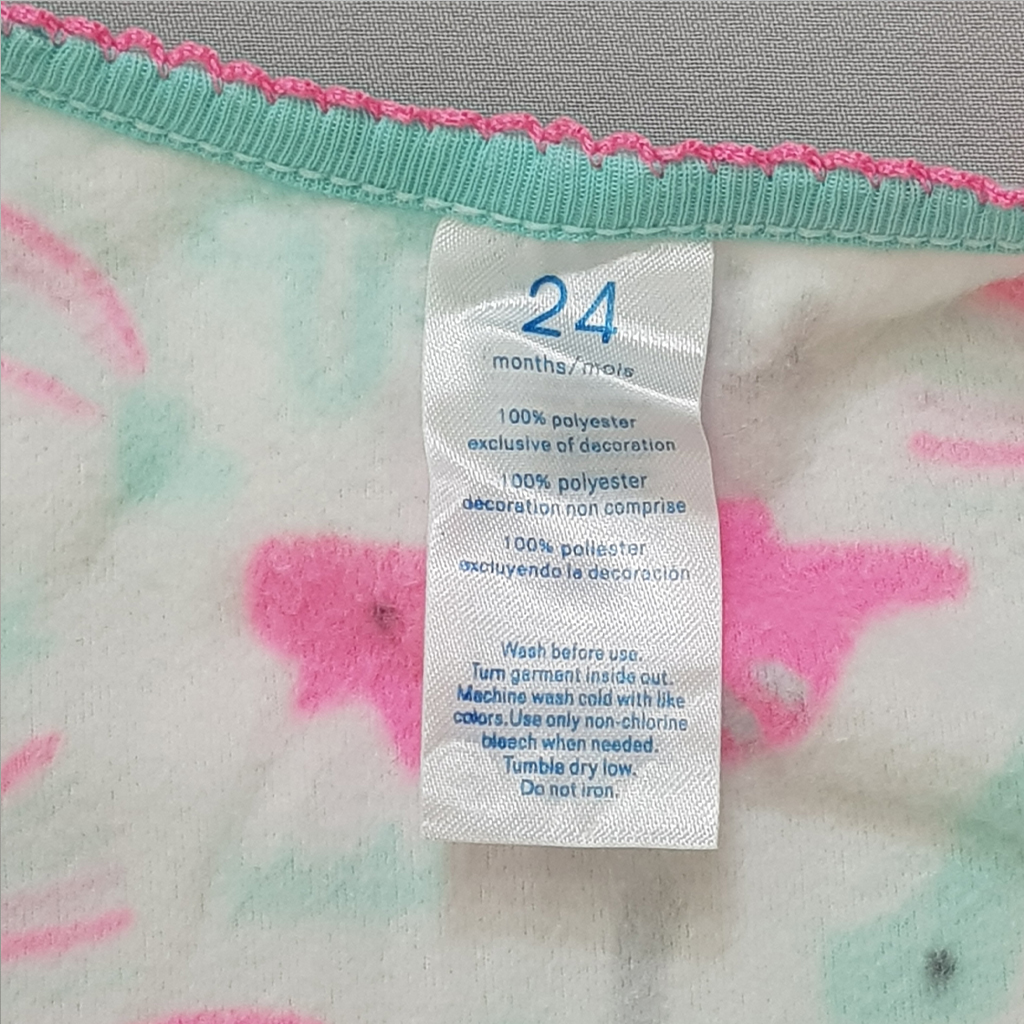 24
months/mois
100% polyester
exclusive of decoration
100% polyester
decoration non comprise
100% poliester
excluyendo la decoración
Wash before use.
Turn garment inside out.
Machine wash cold with like
colors.Use only non-chlorine
bleach when needed.
Tumble dry low.
Do not iron.